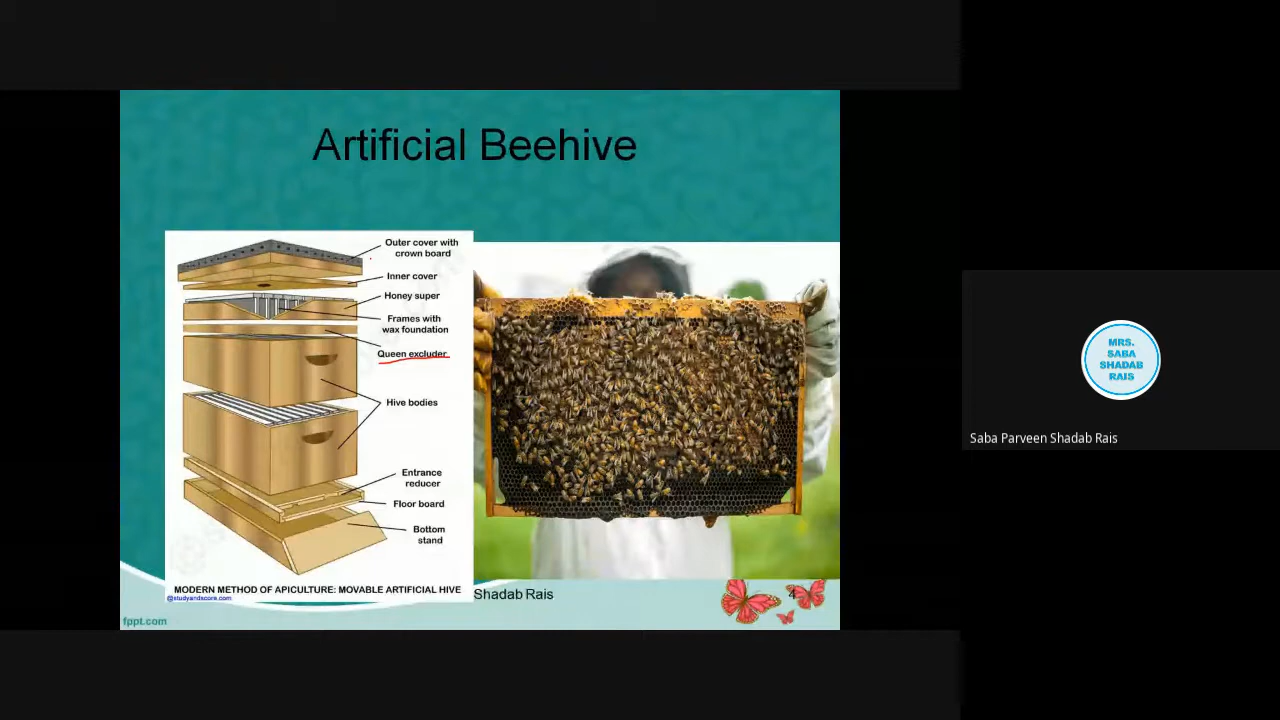 Artificial Beehive
Outer cover with
crown board
Inner cover
Honey super
Frames with
wax foundation
Queen excluder
Hive bodies
Entrance
reducer
Floor board
Bottom
stand
MODERN METHOD OF APICULTURE: MOVABLE ARTIFICIAL HIVE
@studyandscore.com
Shadab Rais
4
fppt.com
MRS.
SABA
SHADAB
RAIS
Saba Parveen Shadab Rais